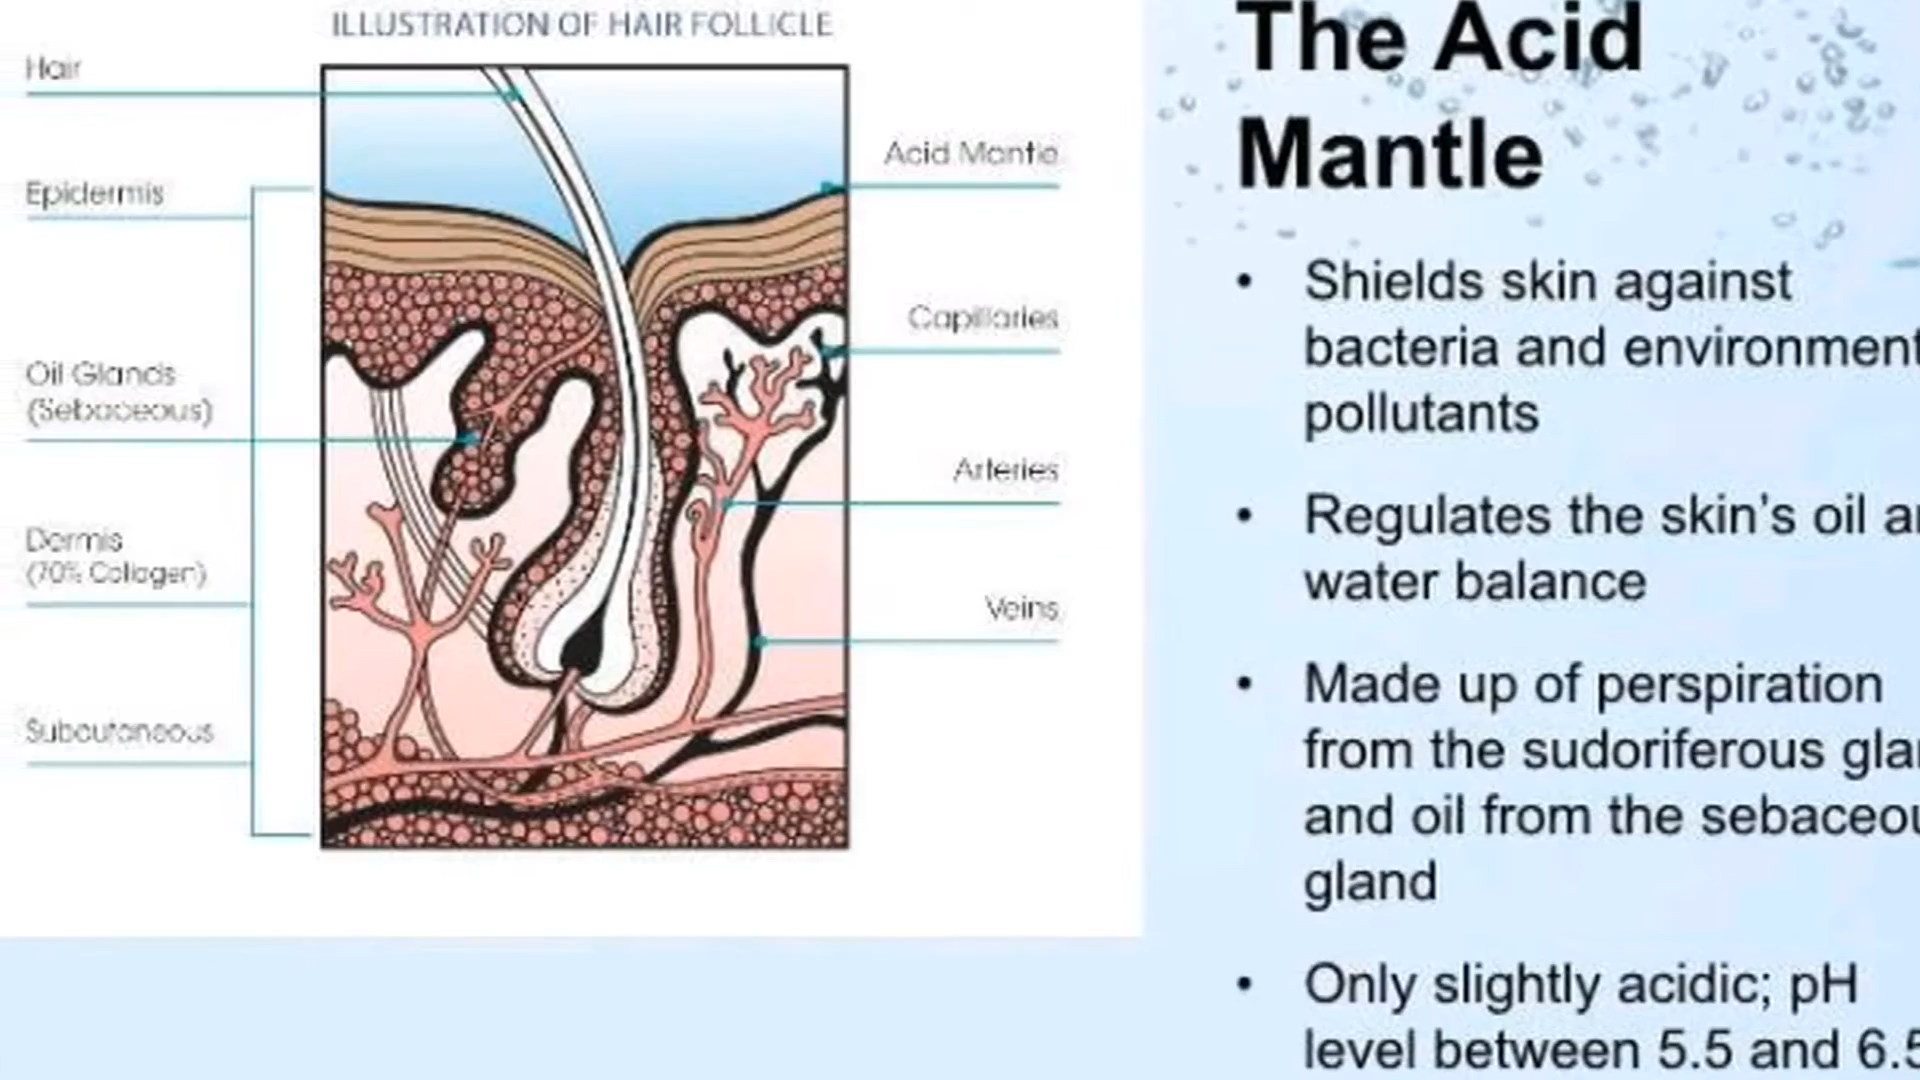 ILLUSTRATION OF HAIR FOLLICLE
Hair
Epidermis
Oil Glands
(Sebaceous)
Dermis
(70% Collagen)
Subcutaneous
Acid Mantle
Capillaries
Arteries
Veins
The Acid
Mantle
• Shields skin against
bacteria and environment
pollutants
• Regulates the skin's oil
water balance
• Made up of perspiration
from the sudoriferous
and oil from the
gland
• Only slightly acidic; pH
level between 5.5 and 6.5